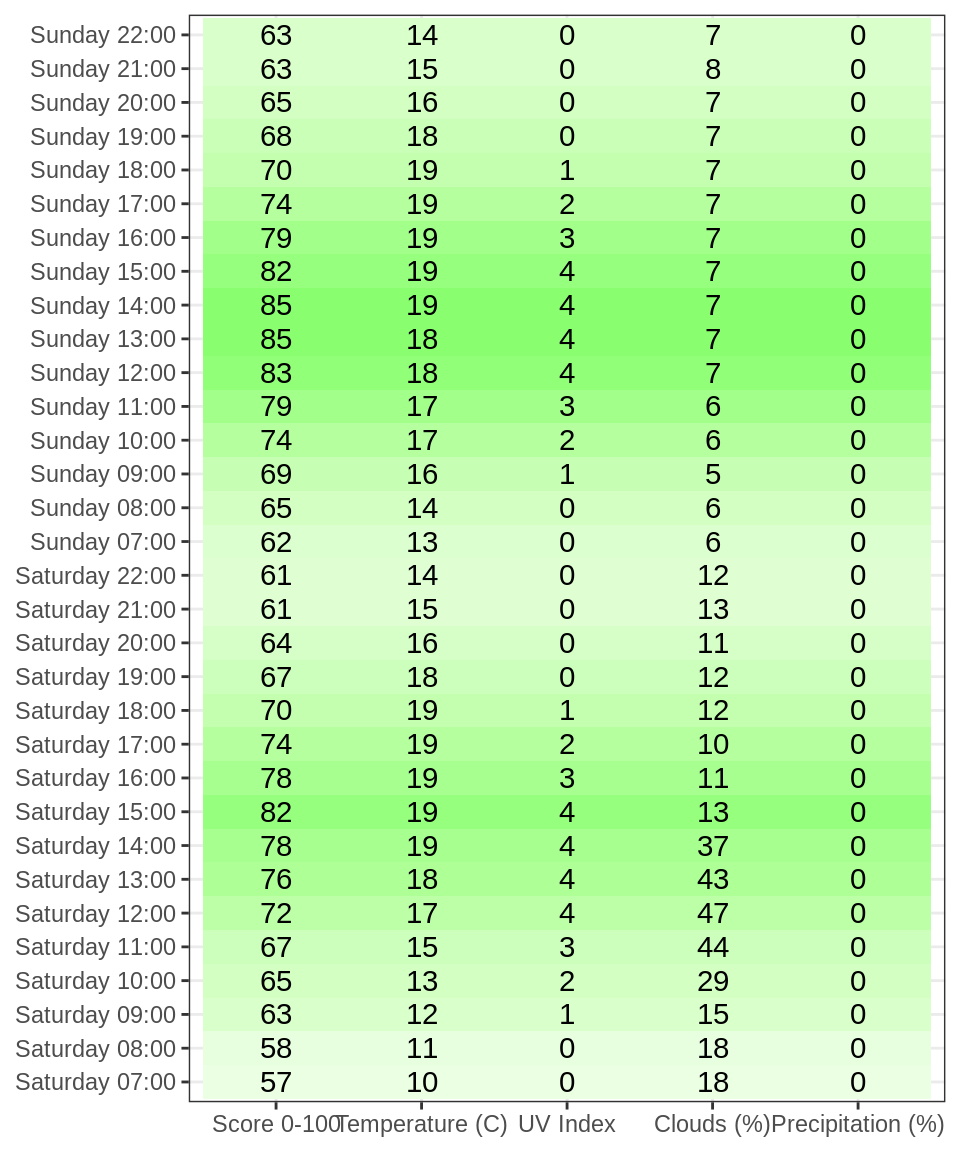 Sunday 22:00 63 14 0 7 0
Sunday 21:00 63 15 0 8 0
Sunday 20:00 65 16 0 7 0
Sunday 19:00 68 18 0 7 0
Sunday 18:00 70 19 1 7 0
Sunday 17:00 74 19 2 7 0
Sunday 16:00 79 19 3 7 0
Sunday 15:00 82 19 4 7 0
Sunday 14:00 85 19 4 7 0
Sunday 13:00 85 18 4 7 0
Sunday 12:00 83 18 4 7 0
Sunday 11:00 79 17 3 6 0
Sunday 10:00 74 17 2 6 0
Sunday 09:00 69 16 1 5 0
Sunday 08:00 65 14 0 6 0
Sunday 07:00 62 13 0 6 0
Saturday 22:00 61 14 0 12 0
Saturday 21:00 61 15 0 13 0
Saturday 20:00 64 16 0 11 0
Saturday 19:00 67 18 0 12 0
Saturday 18:00 70 19 1 12 0
Saturday 17:00 74 19 2 10 0
Saturday 16:00 78 19 3 11 0
Saturday 15:00 82 19 4 13 0
Saturday 14:00 78 19 4 37 0
Saturday 13:00 76 18 4 43 0
Saturday 12:00 72 17 4 47 0
Saturday 11:00 67 15 3 44 0
Saturday 10:00 65 13 2 29 0
Saturday 09:00 63 12 1 15 0
Saturday 08:00 58 11 0 18 0
Saturday 07:00 57 10 0 18 0
Score 0-100 Temperature (C) UV Index Clouds (%) Precipitation (%)